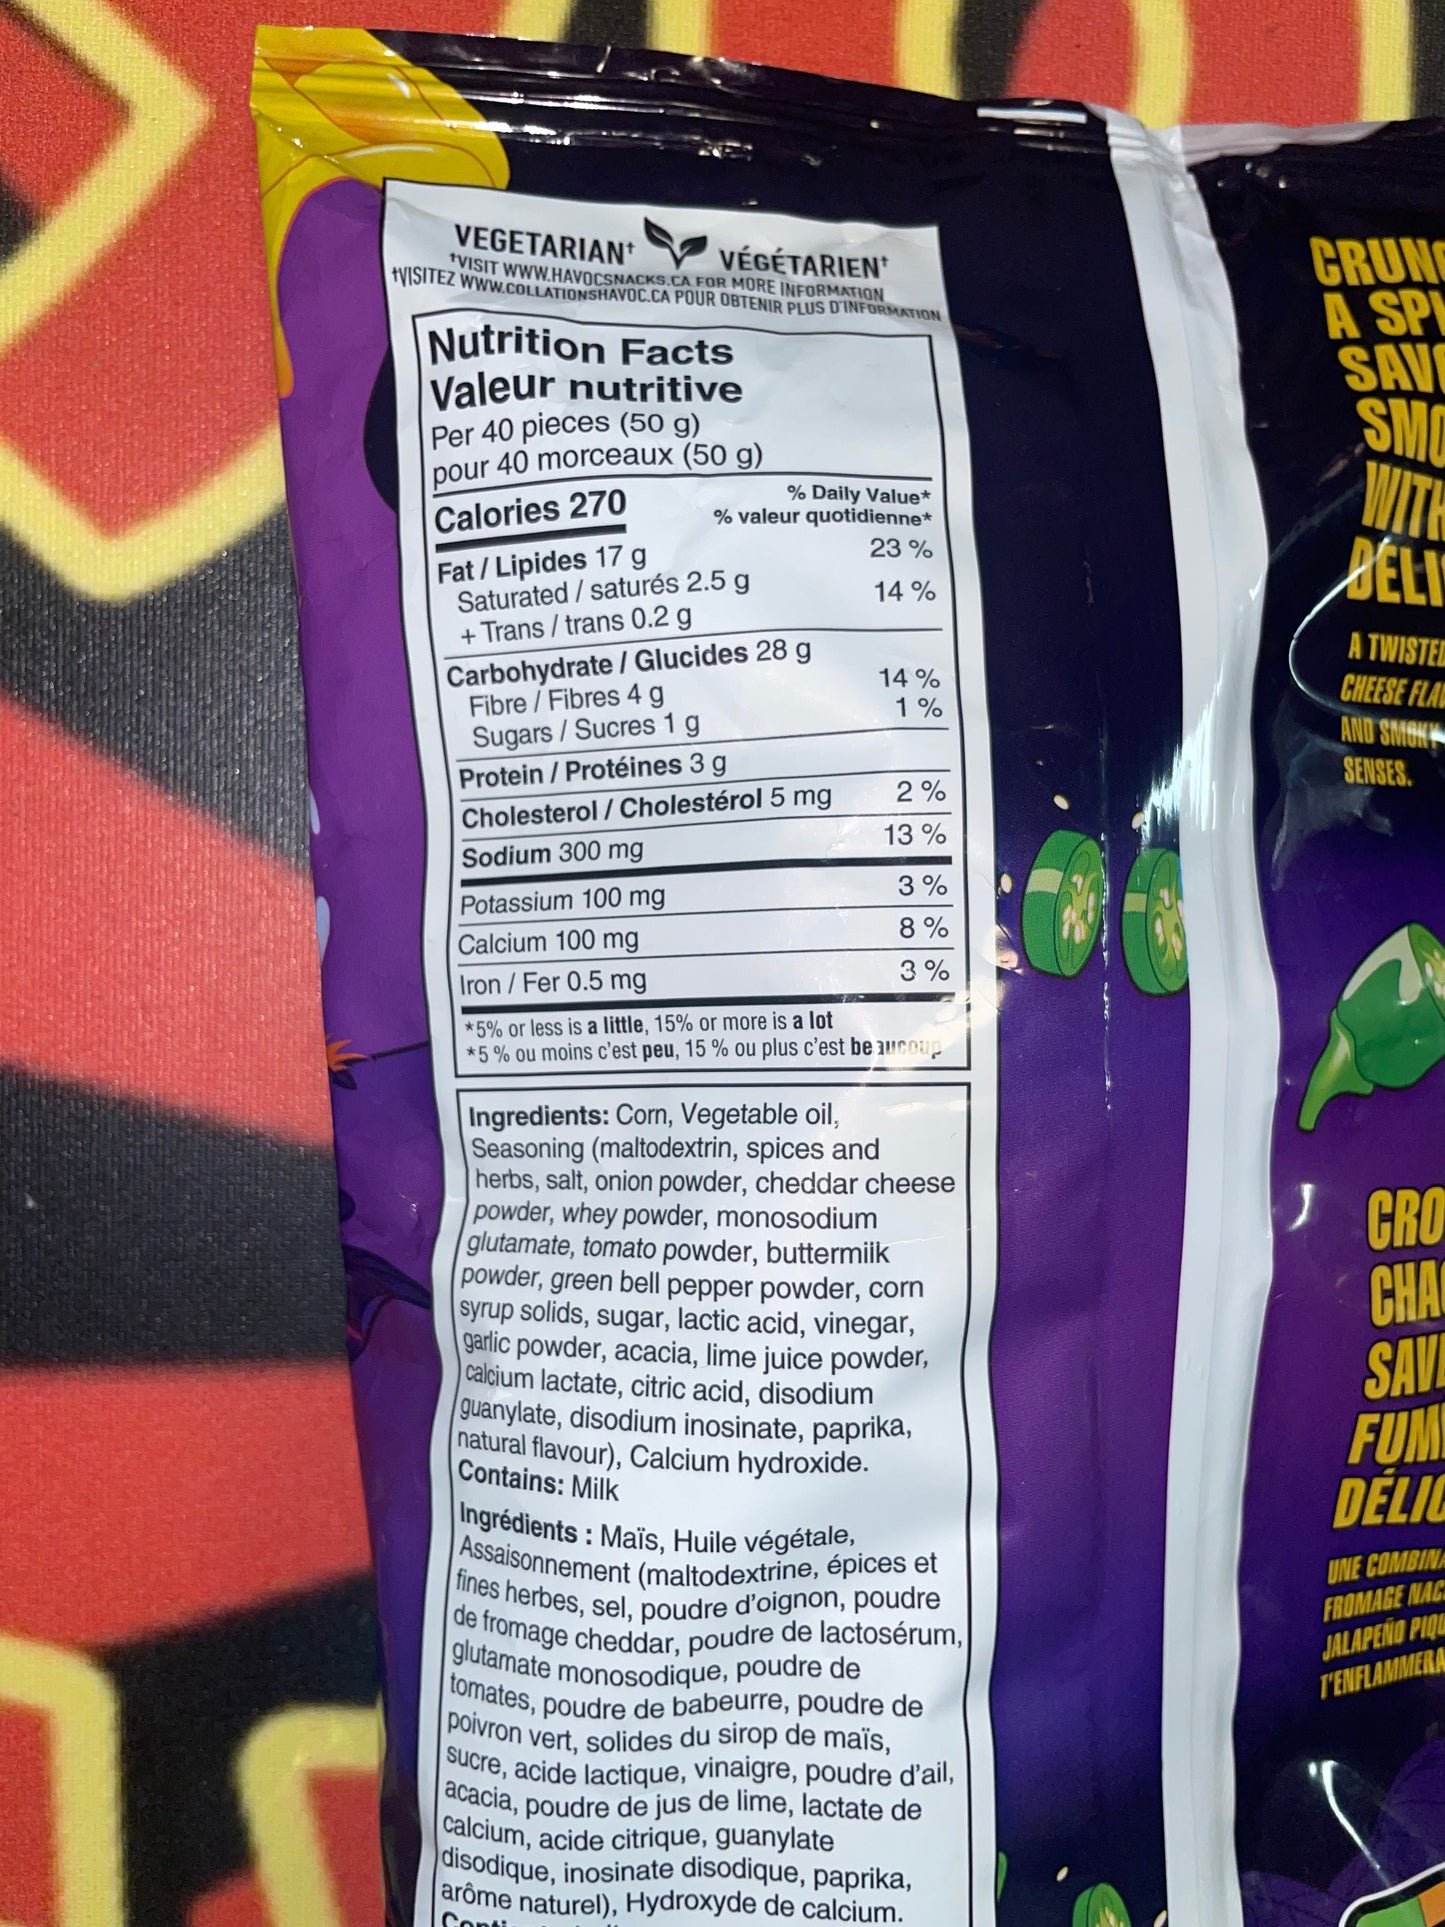 VEGETARIAN† VÉGÉTARIEN†
†VISIT WWW.HAVOCSNACKS.CA FOR MORE INFORMATION
†VISITEZ WWW.COLLATIONSHAVOC.CA POUR OBTENIR PLUS D'INFORMATION
Nutrition Facts
Valeur nutritive
Per 40 pieces (50 g)
pour 40 morceaux (50 g)
Calories 270
% Daily Value*
% valeur quotidienne*
Fat / Lipides 17 g 23 %
Saturated / saturés 2.5 g 14 %
+ Trans / trans 0.2 g
Carbohydrate / Glucides 28 g
Fibre / Fibres 4 g 14 %
Sugars / Sucres 1 g 1 %
Protein / Protéines 3 g
Cholesterol / Cholestérol 5 mg 2 %
Sodium 300 mg 13 %
Potassium 100 mg 3 %
Calcium 100 mg 8 %
Iron / Fer 0.5 mg 3 %
*5% or less is a little, 15% or more is a lot
*5 % ou moins c'est peu, 15 % ou plus c'est beaucoup
Ingredients: Corn, Vegetable oil,
Seasoning (maltodextrin, spices and
herbs, salt, onion powder, cheddar cheese
powder, whey powder, monosodium
glutamate, tomato powder, buttermilk
powder, green bell pepper powder, corn
syrup solids, sugar, lactic acid, vinegar,
garlic powder, acacia, lime juice powder,
calcium lactate, citric acid, disodium
guanylate, disodium inosinate, paprika,
natural flavour), Calcium hydroxide.
Contains: Milk
Ingrédients : Maïs, Huile végétale,
Assaisonnement (maltodextrine, épices et
fines herbes, sel, poudre d'oignon, poudre
de fromage cheddar, poudre de lactosérum,
glutamate monosodique, poudre de
tomates, poudre de babeurre, poudre de
poivron vert, solides du sirop de maïs,
sucre, acide lactique, vinaigre, poudre d'ail,
acacia, poudre de jus de lime, lactate de
calcium, acide citrique, guanylate
disodique, inosinate disodique, paprika,
arôme naturel), Hydroxyde de calcium.
A SPI
WITH
A TWISTED
CHEESE
AND SMOKY
SENSES.
UNE
FROMAGE
JALAPEÑO